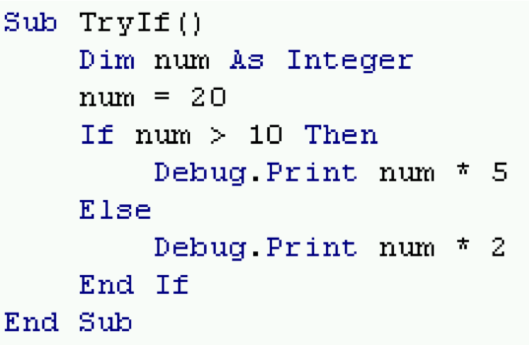 Sub TryIf()
    Dim num As Integer
    num = 20
    If num > 10 Then
        Debug.Print num * 5
    Else
        Debug.Print num * 2
    End If
End Sub